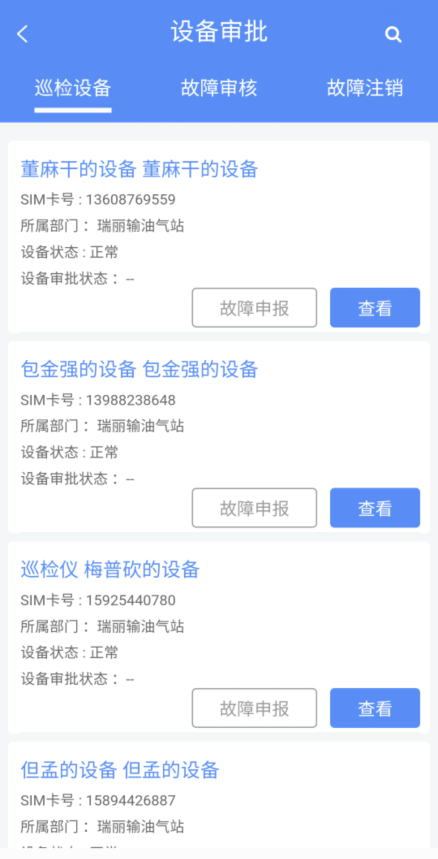 设备审批
巡检设备 故障审核 故障注销
董麻干的设备 董麻干的设备
SIM卡号 : 13608769559
所属部门 : 瑞丽输油气站
设备状态 : 正常
设备审批状态 : --
故障申报 查看
包金强的设备 包金强的设备
SIM卡号 : 13988238648
所属部门 : 瑞丽输油气站
设备状态 : 正常
设备审批状态 : --
故障申报 查看
巡检仪 梅普砍的设备
SIM卡号 : 15925440780
所属部门 : 瑞丽输油气站
设备状态 : 正常
设备审批状态 : --
故障申报 查看
但孟的设备 但孟的设备
SIM卡号 : 15894426887
所属部门 : 瑞丽输油气站